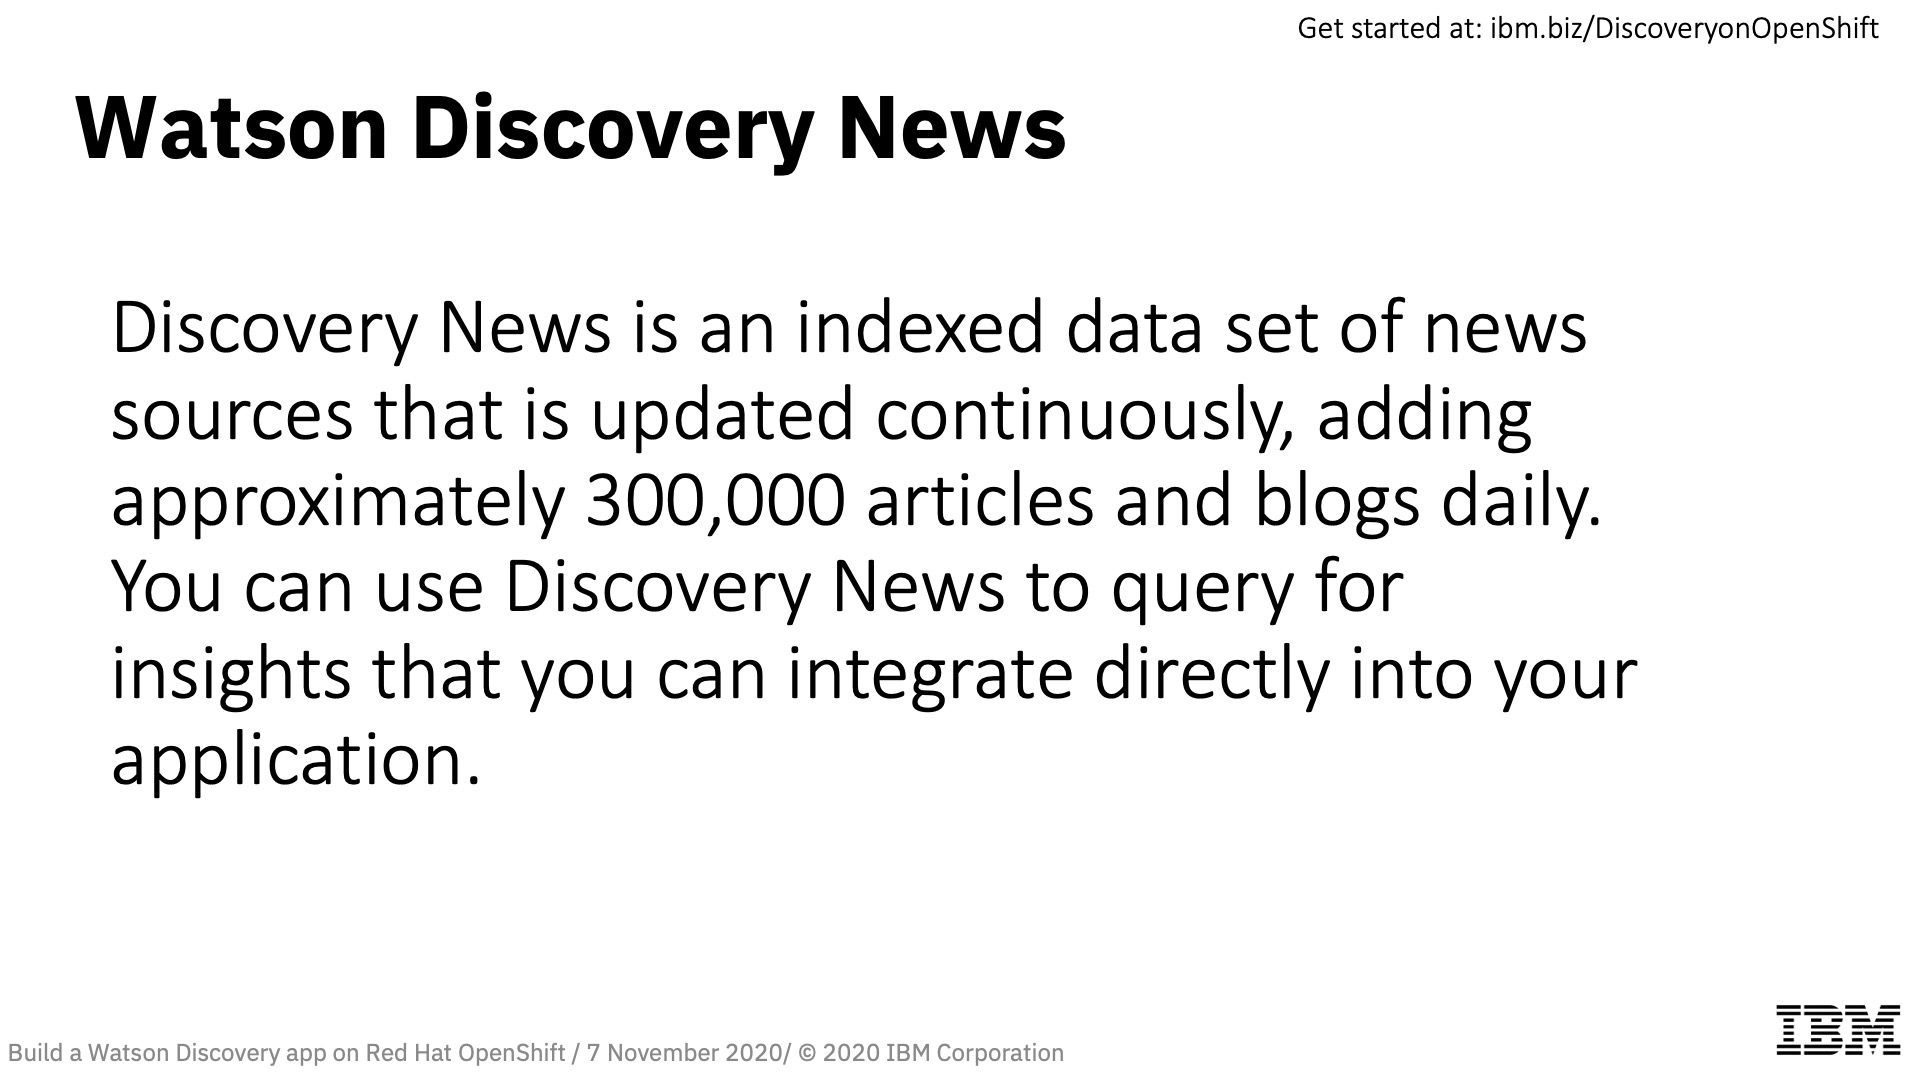 Get started at: ibm.biz/DiscoveryonOpenShift
Watson Discovery News
Discovery News is an indexed data set of news
sources that is updated continuously, adding
approximately 300,000 articles and blogs daily.
You can use Discovery News to query for
insights that you can integrate directly into your
application.
IBM
Build a Watson Discovery app on Red Hat OpenShift / 7 November 2020/ © 2020 IBM Corporation